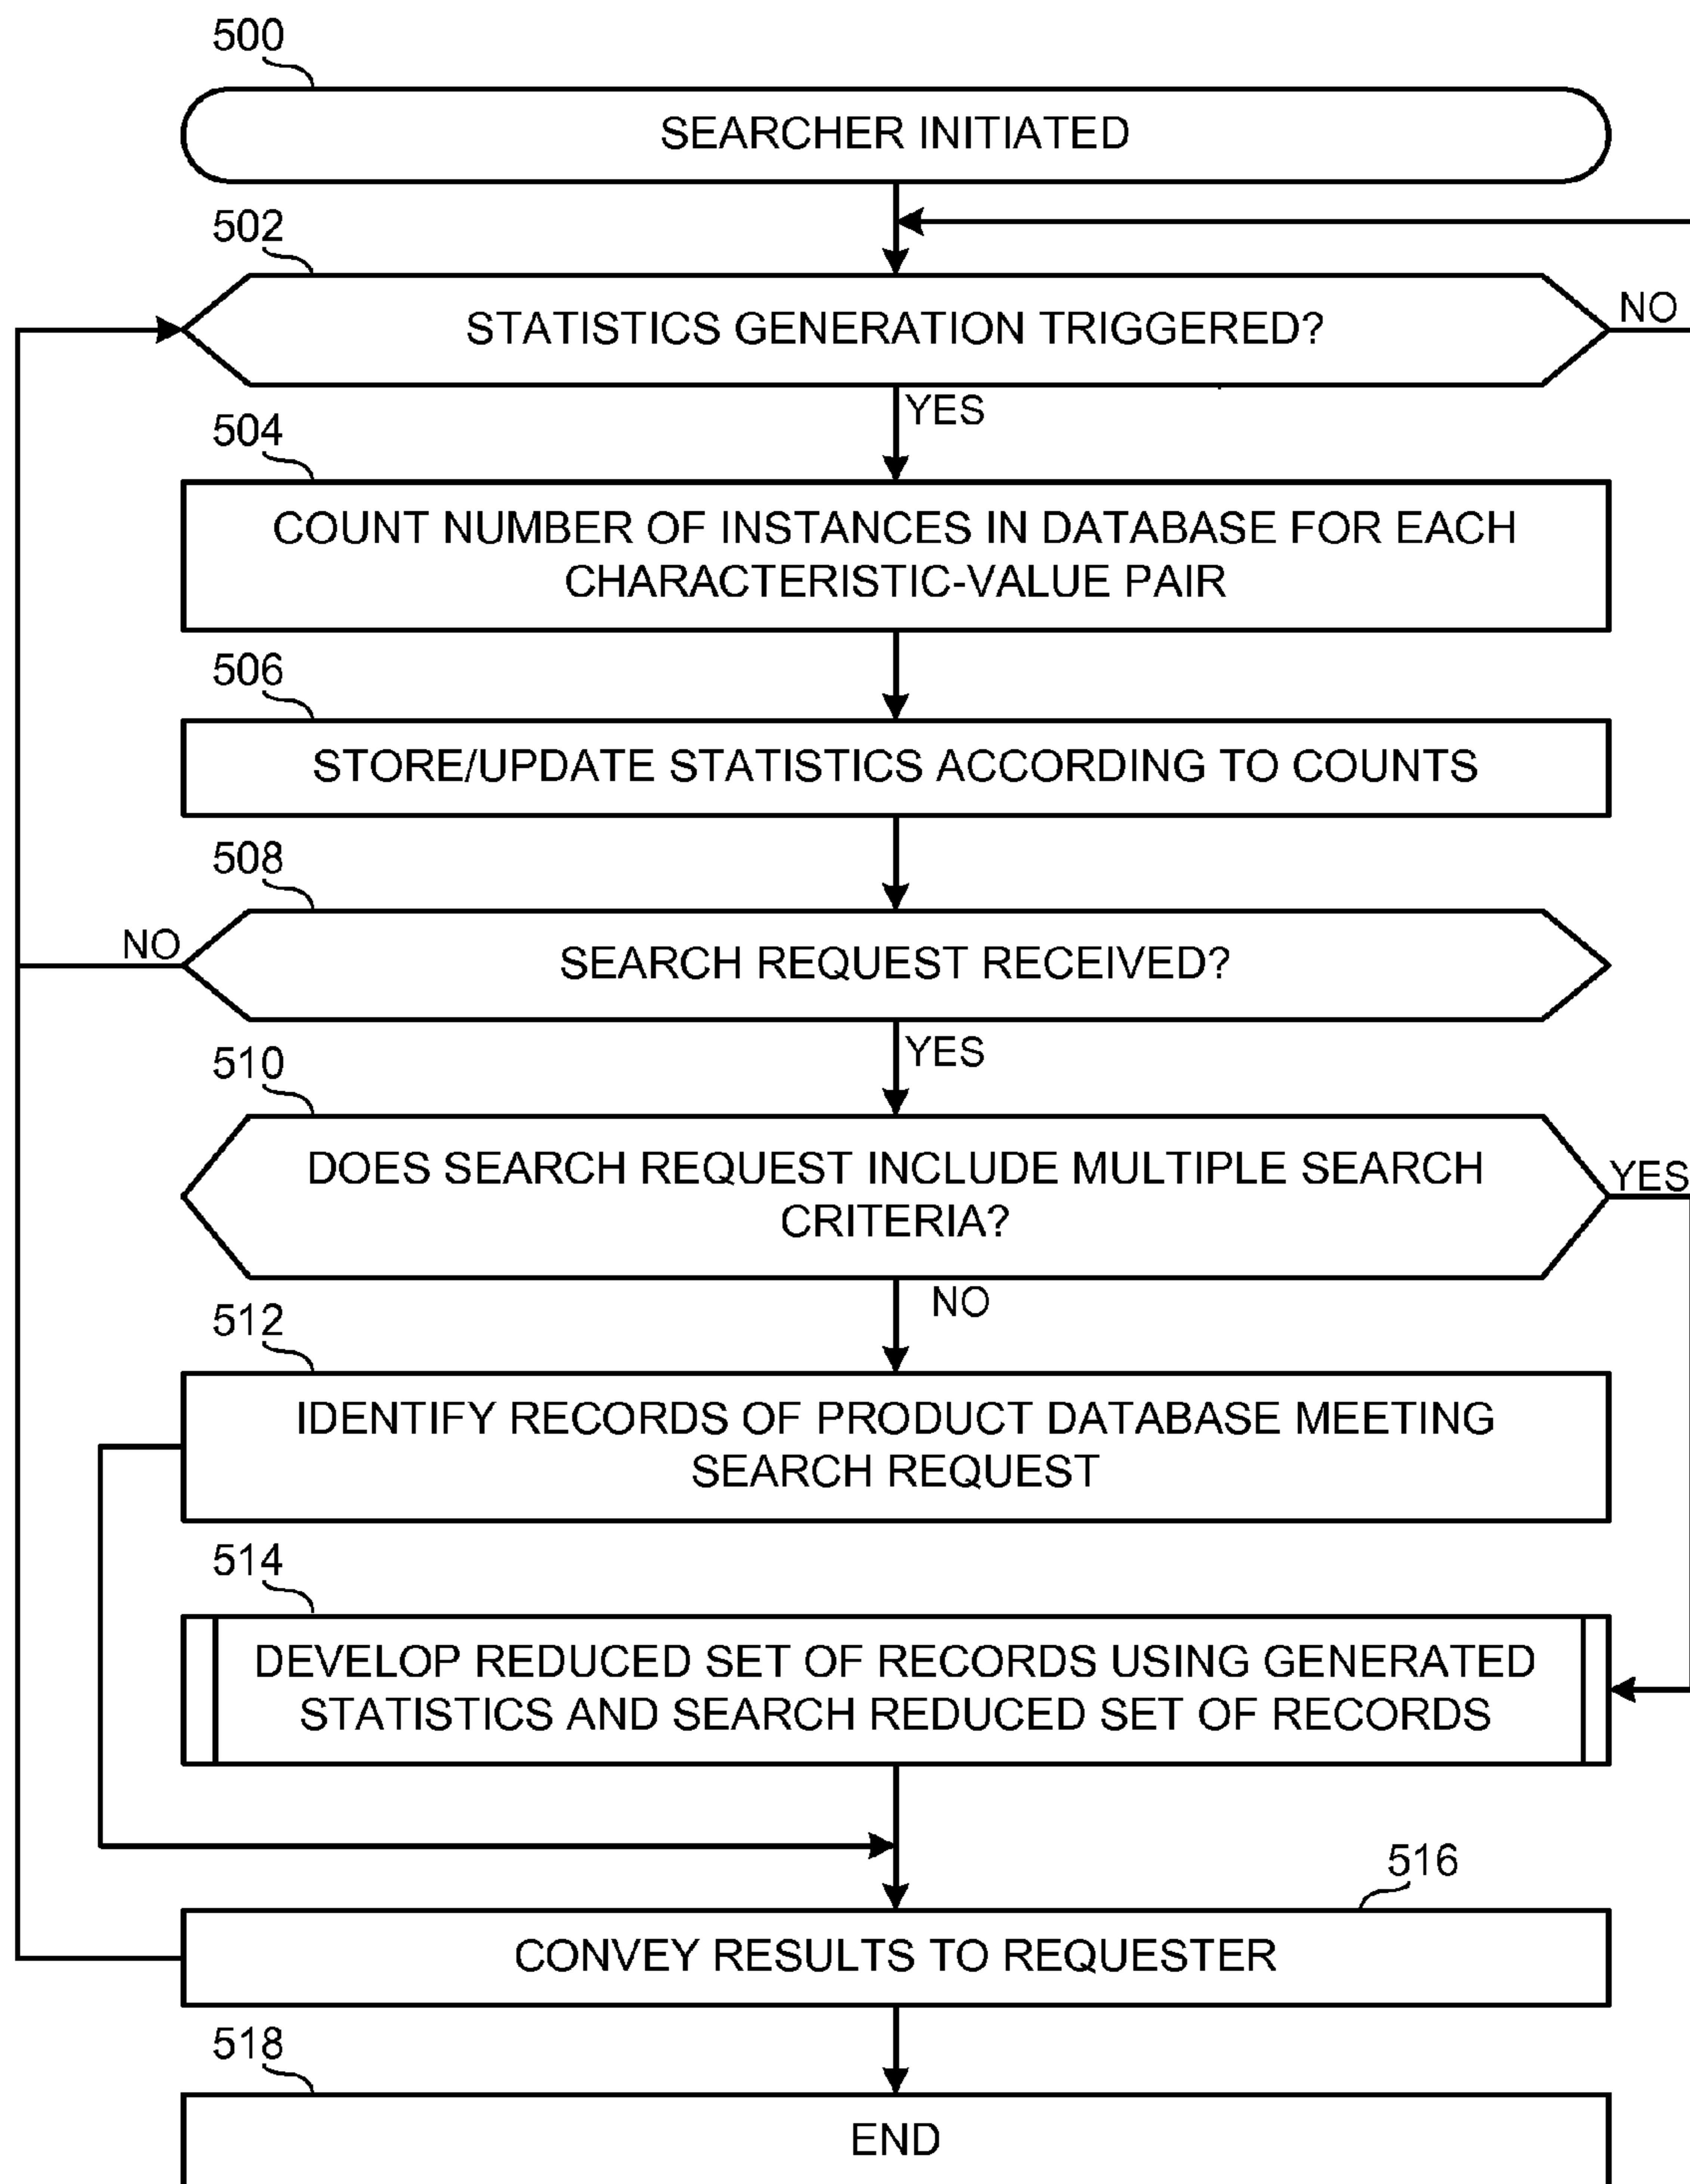 500
SEARCHER INITIATED
502
STATISTICS GENERATION TRIGGERED?
NO
YES
504
COUNT NUMBER OF INSTANCES IN DATABASE FOR EACH
CHARACTERISTIC-VALUE PAIR
506
STORE/UPDATE STATISTICS ACCORDING TO COUNTS
508
NO
SEARCH REQUEST RECEIVED?
YES
510
DOES SEARCH REQUEST INCLUDE MULTIPLE SEARCH
CRITERIA?
YES
NO
512
IDENTIFY RECORDS OF PRODUCT DATABASE MEETING
SEARCH REQUEST
514
DEVELOP REDUCED SET OF RECORDS USING GENERATED
STATISTICS AND SEARCH REDUCED SET OF RECORDS
516
CONVEY RESULTS TO REQUESTER
518
END